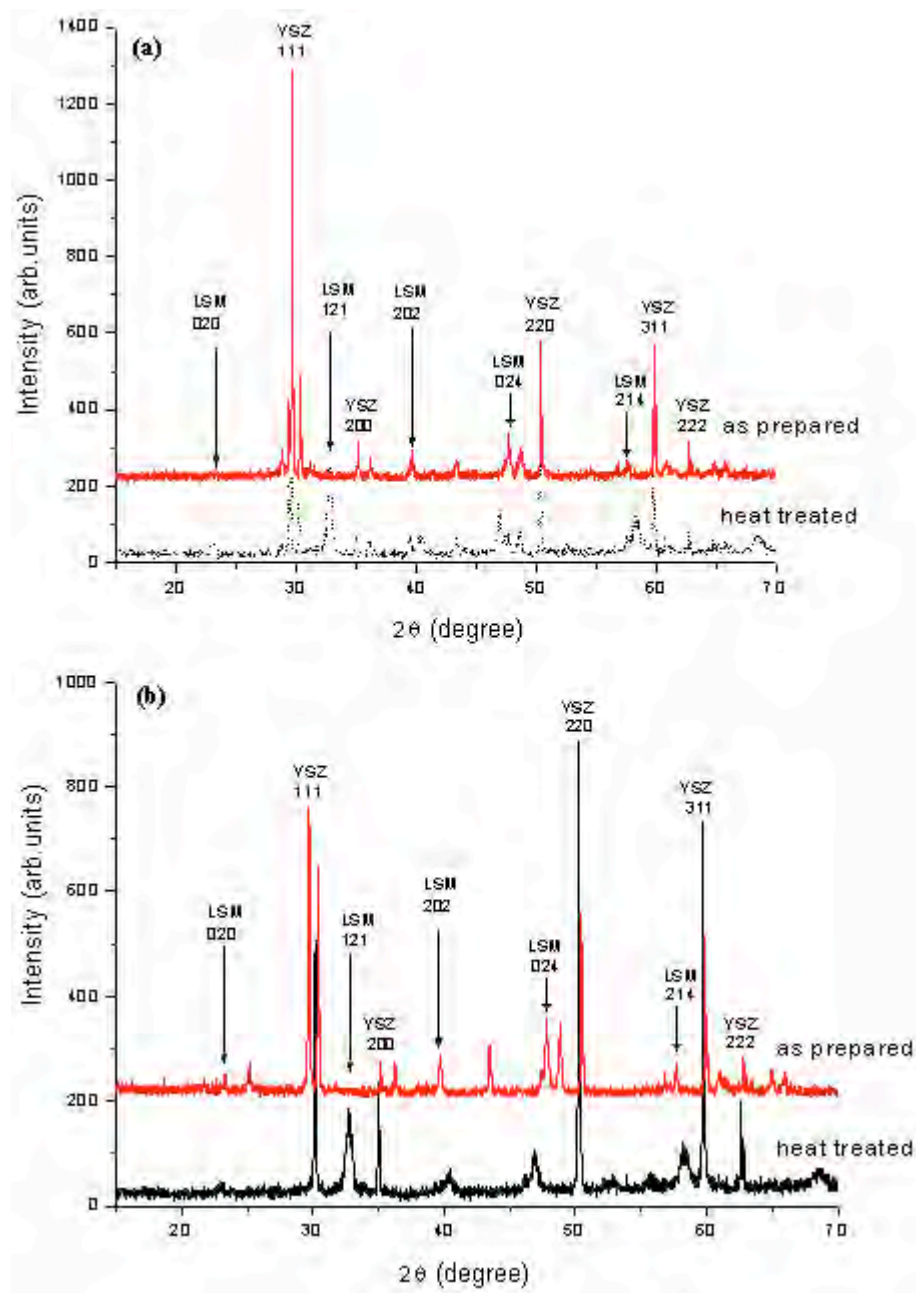 (a)
1400
1200
1000
800
600
400
200
0
Intensity (arb.units)
YSZ
111
LSM
020
LSM
121
LSM
202
YSZ
200
LSM
024
YSZ
220
LSM
214
YSZ
311
YSZ
222
as prepared
heat treated
20 30 40 50 60 70
2θ (degree)
(b)
1000
800
600
400
200
0
Intensity (arb.units)
YSZ
111
LSM
020
LSM
121
YSZ
200
LSM
202
LSM
024
YSZ
220
LSM
214
YSZ
311
YSZ
222
as prepared
heat treated
20 30 40 50 60 70
2θ (degree)